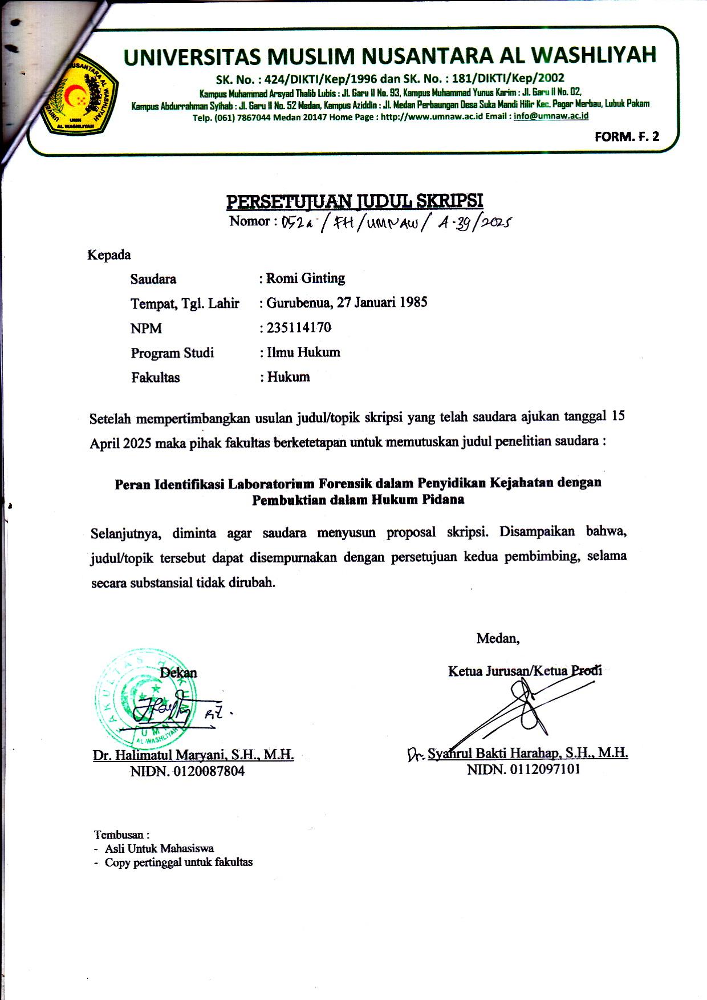 UNIVERSITAS MUSLIM NUSANTARA AL WASHLIYAH
SK. No. : 424/DIKTI/Kep/1996 dan SK. No. : 181/DIKTI/Kep/2002
Kampus Muhammad Arsyad Thalib Lubis : Jl. Garu II No. 93, Kampus Muhammad Yunus Karim : Jl. Garu II No. 02,
Kampus Abdurrahman Syihab : Jl. Garu II No. 52 Medan, Kampus Aziddin : Jl. Medan Perbaungan Desa Suka Mandi Hilir Kec. Pagar Merbau, Lubuk Pakam
Telp. (061) 7867044 Medan 20147 Home Page : http://www.umnaw.ac.id Email : info@umnaw.ac.id
FORM. F. 2
UMN
AL WASHLIYAH
PERSETUJUAN JUDUL SKRIPSI
Nomor : 052a / FH / UMNAW / A.39 / 2025
Kepada
Saudara : Romi Ginting
Tempat, Tgl. Lahir : Gurubenua, 27 Januari 1985
NPM : 235114170
Program Studi : Ilmu Hukum
Fakultas : Hukum
Setelah mempertimbangkan usulan judul/topik skripsi yang telah saudara ajukan tanggal 15
April 2025 maka pihak fakultas berketetapan untuk memutuskan judul penelitian saudara :
Peran Identifikasi Laboratorium Forensik dalam Penyidikan Kejahatan dengan
Pembuktian dalam Hukum Pidana
Selanjutnya, diminta agar saudara menyusun proposal skripsi. Disampaikan bahwa,
judul/topik tersebut dapat disempurnakan dengan persetujuan kedua pembimbing, selama
secara substansial tidak dirubah.
Medan,
Dekan
Ketua Jurusan/Ketua Prodi
FAKULTAS HUKUM
UMN
AL-WASHLIYAH
Dr. Halimatul Maryani, S.H., M.H.
NIDN. 0120087804
Dr. Syahrul Bakti Harahap, S.H., M.H.
NIDN. 0112097101
Tembusan :
- Asli Untuk Mahasiswa
- Copy pertinggal untuk fakultas